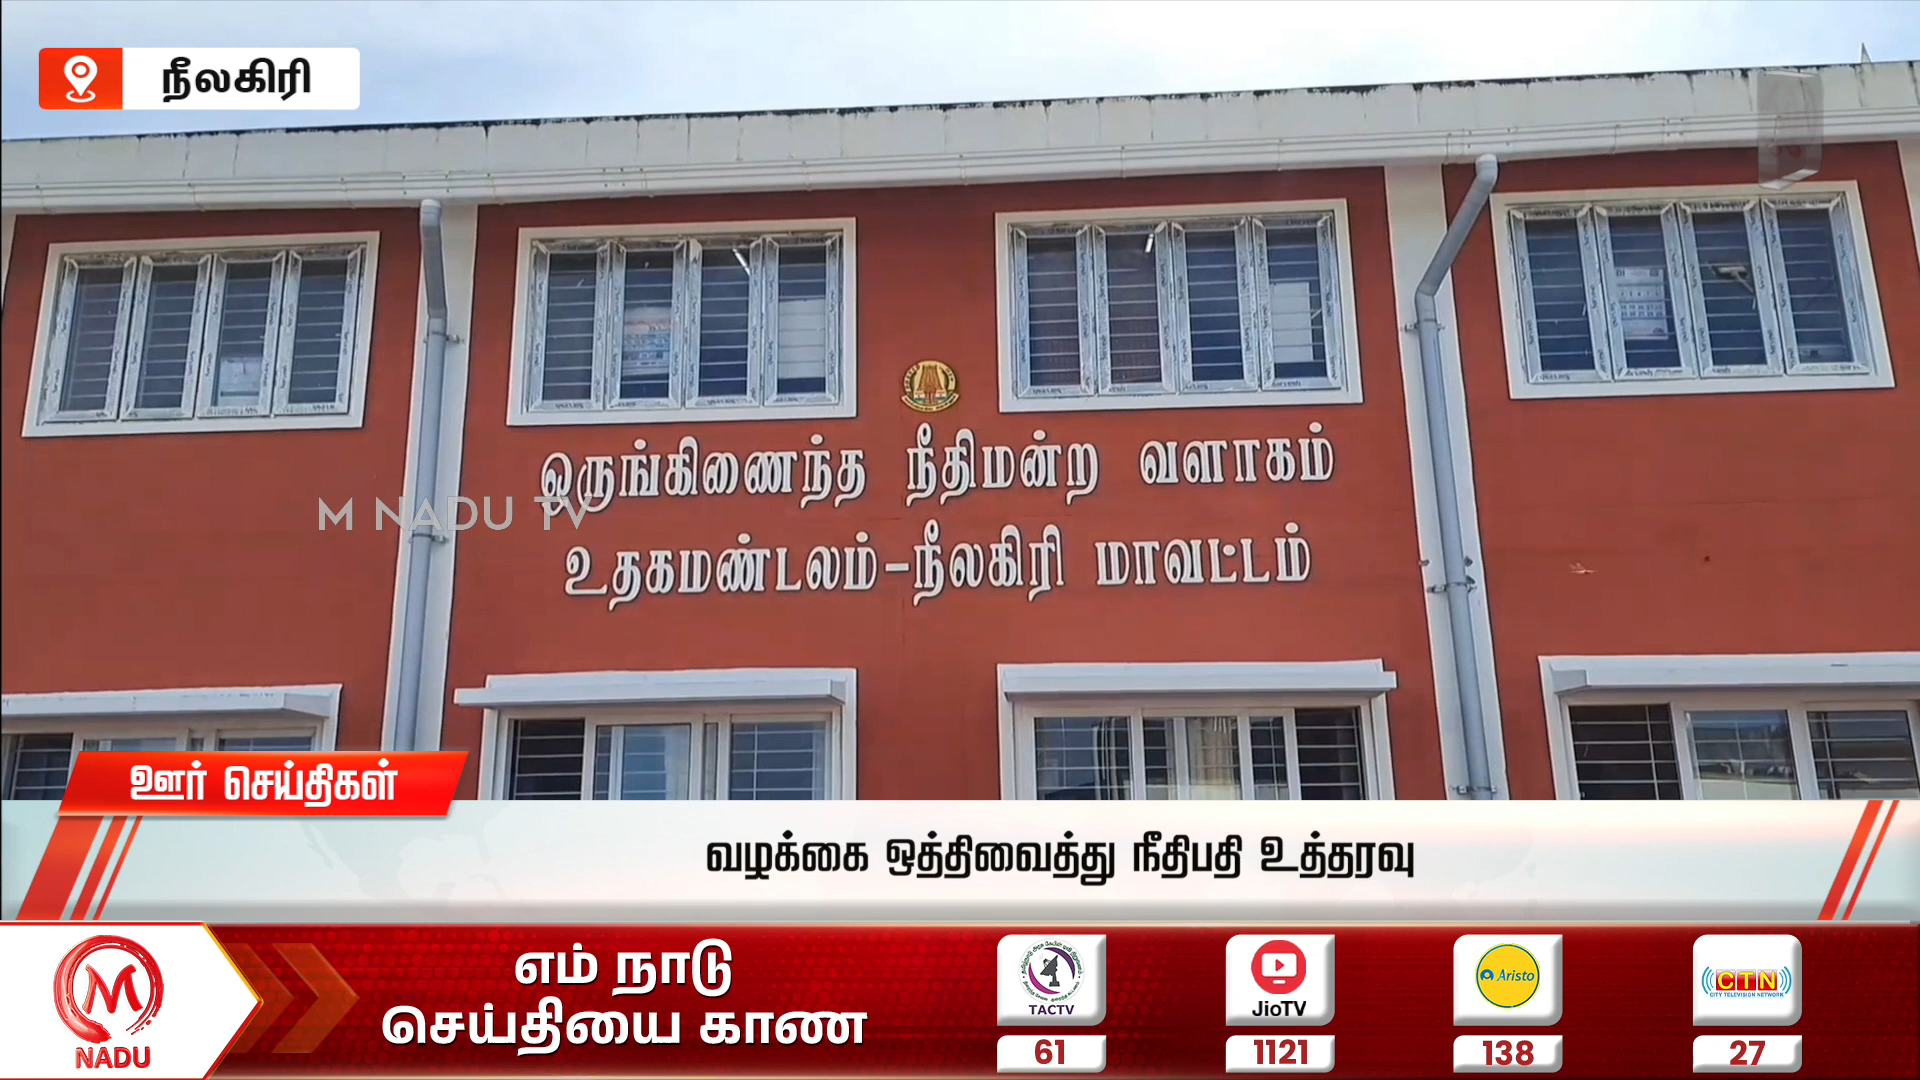 நீலகிரி
ஒருங்கிணைந்த நீதிமன்ற வளாகம்
M NADU TV
உதகமண்டலம்-நீலகிரி மாவட்டம்
ஊர் செய்திகள்
வழக்கை ஒத்திவைத்து நீதிபதி உத்தரவு
எம் நாடு
செய்தியை காண
M
NADU
TACTV
61
JioTV
1121
Aristo
138
CTN
CITY TELEVISION NETWORK
27